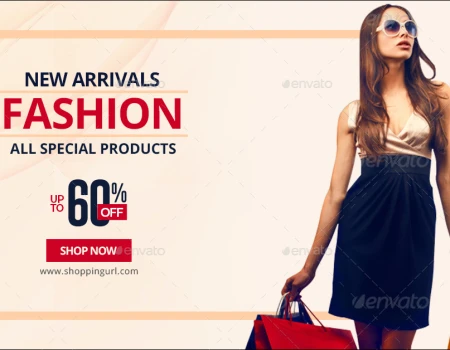 NEW ARRIVALS
FASHION
ALL SPECIAL PRODUCTS
UP TO 60% OFF
SHOP NOW
www.shoppingurl.com
envato
envato
envato
envato
envato
envato